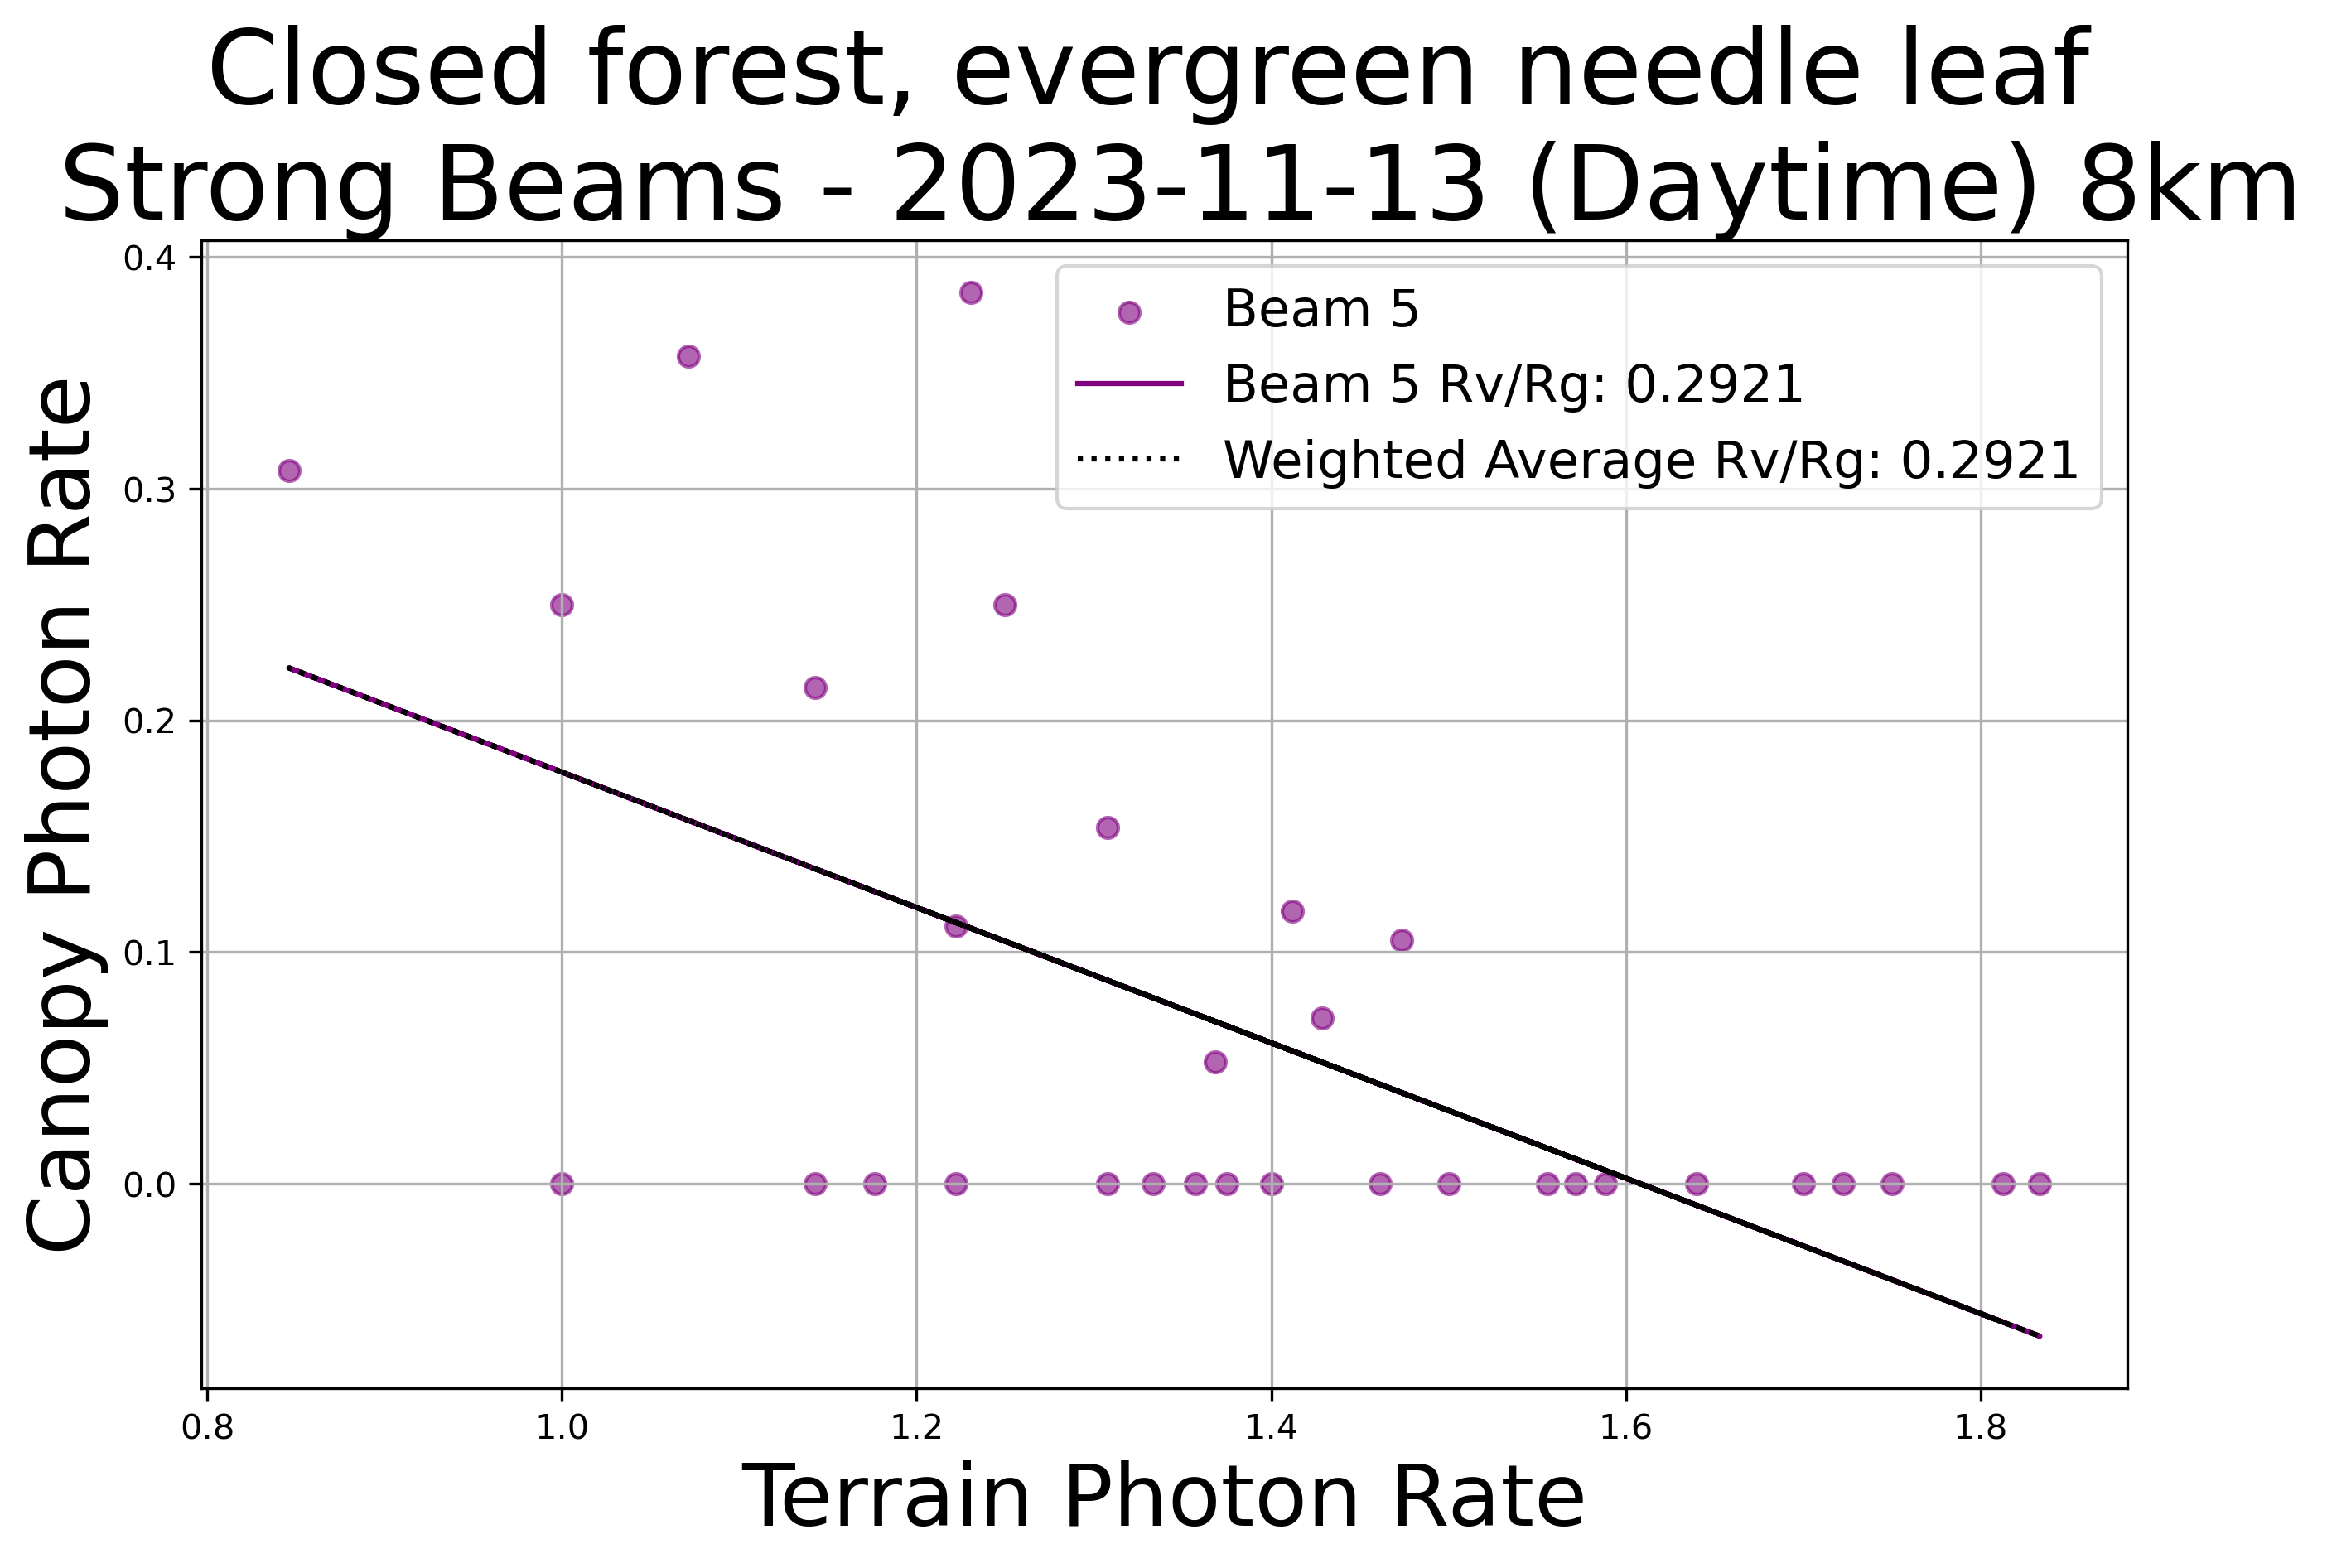 Closed forest, evergreen needle leaf
Strong Beams - 2023-11-13 (Daytime) 8km
Canopy Photon Rate
0.4
0.3
0.2
0.1
0.0
Beam 5
Beam 5 Rv/Rg: 0.2921
Weighted Average Rv/Rg: 0.2921
0.8 1.0 1.2 1.4 1.6 1.8
Terrain Photon Rate